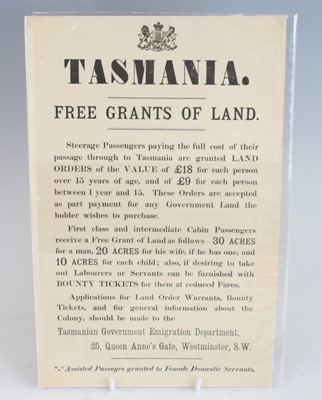 TASMANIA.
FREE GRANTS OF LAND.
Steerage Passengers paying the full cost of their
passage through to Tasmania are granted LAND
ORDERS of the VALUE of £18 for each person
over 15 years of age, and of £9 for each person
between 1 year and 15. These Orders are accepted
as part payment for any Government Land the
holder wishes to purchase.
First class and intermediate Cabin Passengers
receive a Free Grant of Land as follows—30 ACRES
for a man, 20 ACRES for his wife, if he has one, and
10 ACRES for each child; also, if desiring to take
out Labourers or Servants can be furnished with
BOUNTY TICKETS for them at reduced Fares.
Applications for Land Order Warrants, Bounty
Tickets, and for general information about the
Colony, should be made to the
Tasmanian Government Emigration Department,
25, Queen Anne's Gate, Westminster, S.W.
*** Assisted Passages granted to Female Domestic Servants.